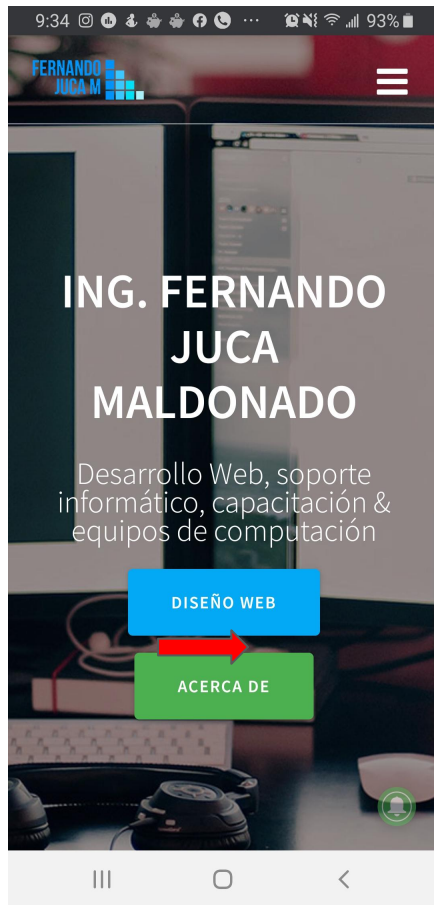 9:34 ... 93%
FERNANDO
JUCA M
ING. FERNANDO
JUCA
MALDONADO
Desarrollo Web, soporte
informático, capacitación &
equipos de computación
DISEÑO WEB
ACERCA DE